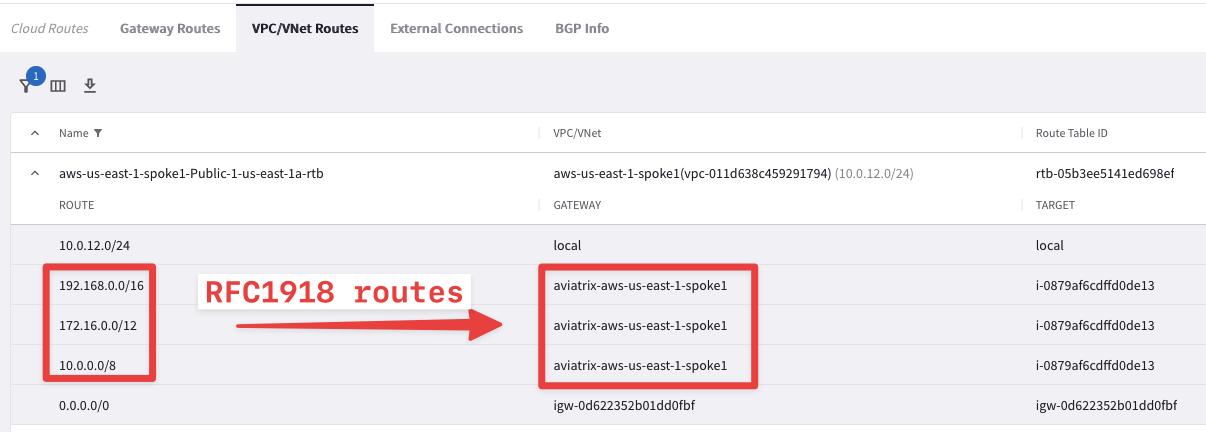 Cloud Routes Gateway Routes VPC/VNet Routes External Connections BGP Info
1
Name VPC/VNet Route Table ID
aws-us-east-1-spoke1-Public-1-us-east-1a-rtb aws-us-east-1-spoke1(vpc-011d638c459291794) (10.0.12.0/24) rtb-05b3ee5141ed698ef
ROUTE GATEWAY TARGET
10.0.12.0/24 local local
192.168.0.0/16 RFC1918 routes aviatrix-aws-us-east-1-spoke1 i-0879af6cdffd0de13
172.16.0.0/12 aviatrix-aws-us-east-1-spoke1 i-0879af6cdffd0de13
10.0.0.0/8 aviatrix-aws-us-east-1-spoke1 i-0879af6cdffd0de13
0.0.0.0/0 igw-0d622352b01dd0fbf igw-0d622352b01dd0fbf